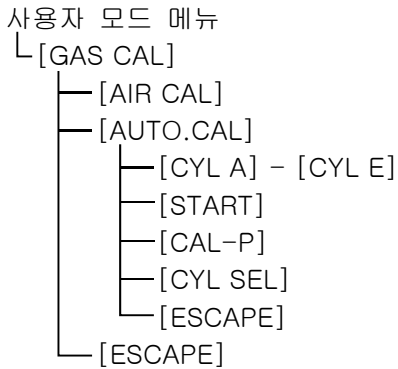 사용자 모드 메뉴
[GAS CAL]
[AIR CAL]
[AUTO.CAL]
[CYL A] - [CYL E]
[START]
[CAL-P]
[CYL SEL]
[ESCAPE]
[ESCAPE]